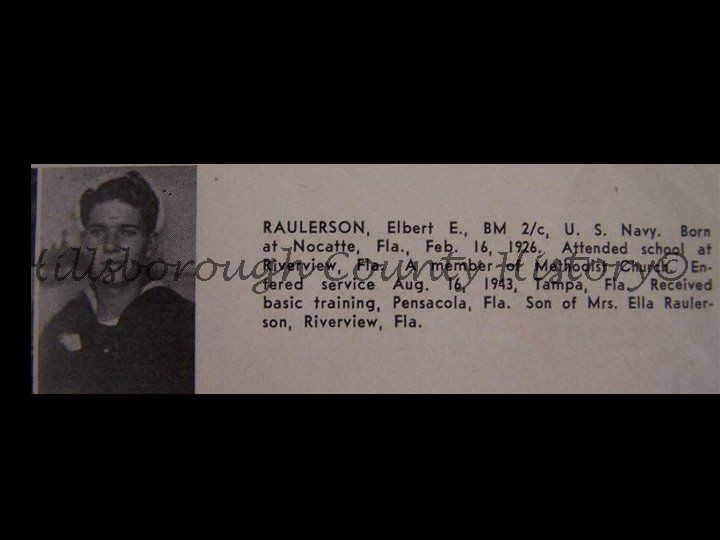 RAULERSON, Elbert E., BM 2/c, U. S. Navy. Born
at Nocatte, Fla., Feb. 16, 1926. Attended school at
Riverview, Fla. A member of Methodist Church. En-
Hillsborough County History©
tered service Aug. 16, 1943, Tampa, Fla. Received
basic training, Pensacola, Fla. Son of Mrs. Ella Rauler-
son, Riverview, Fla.